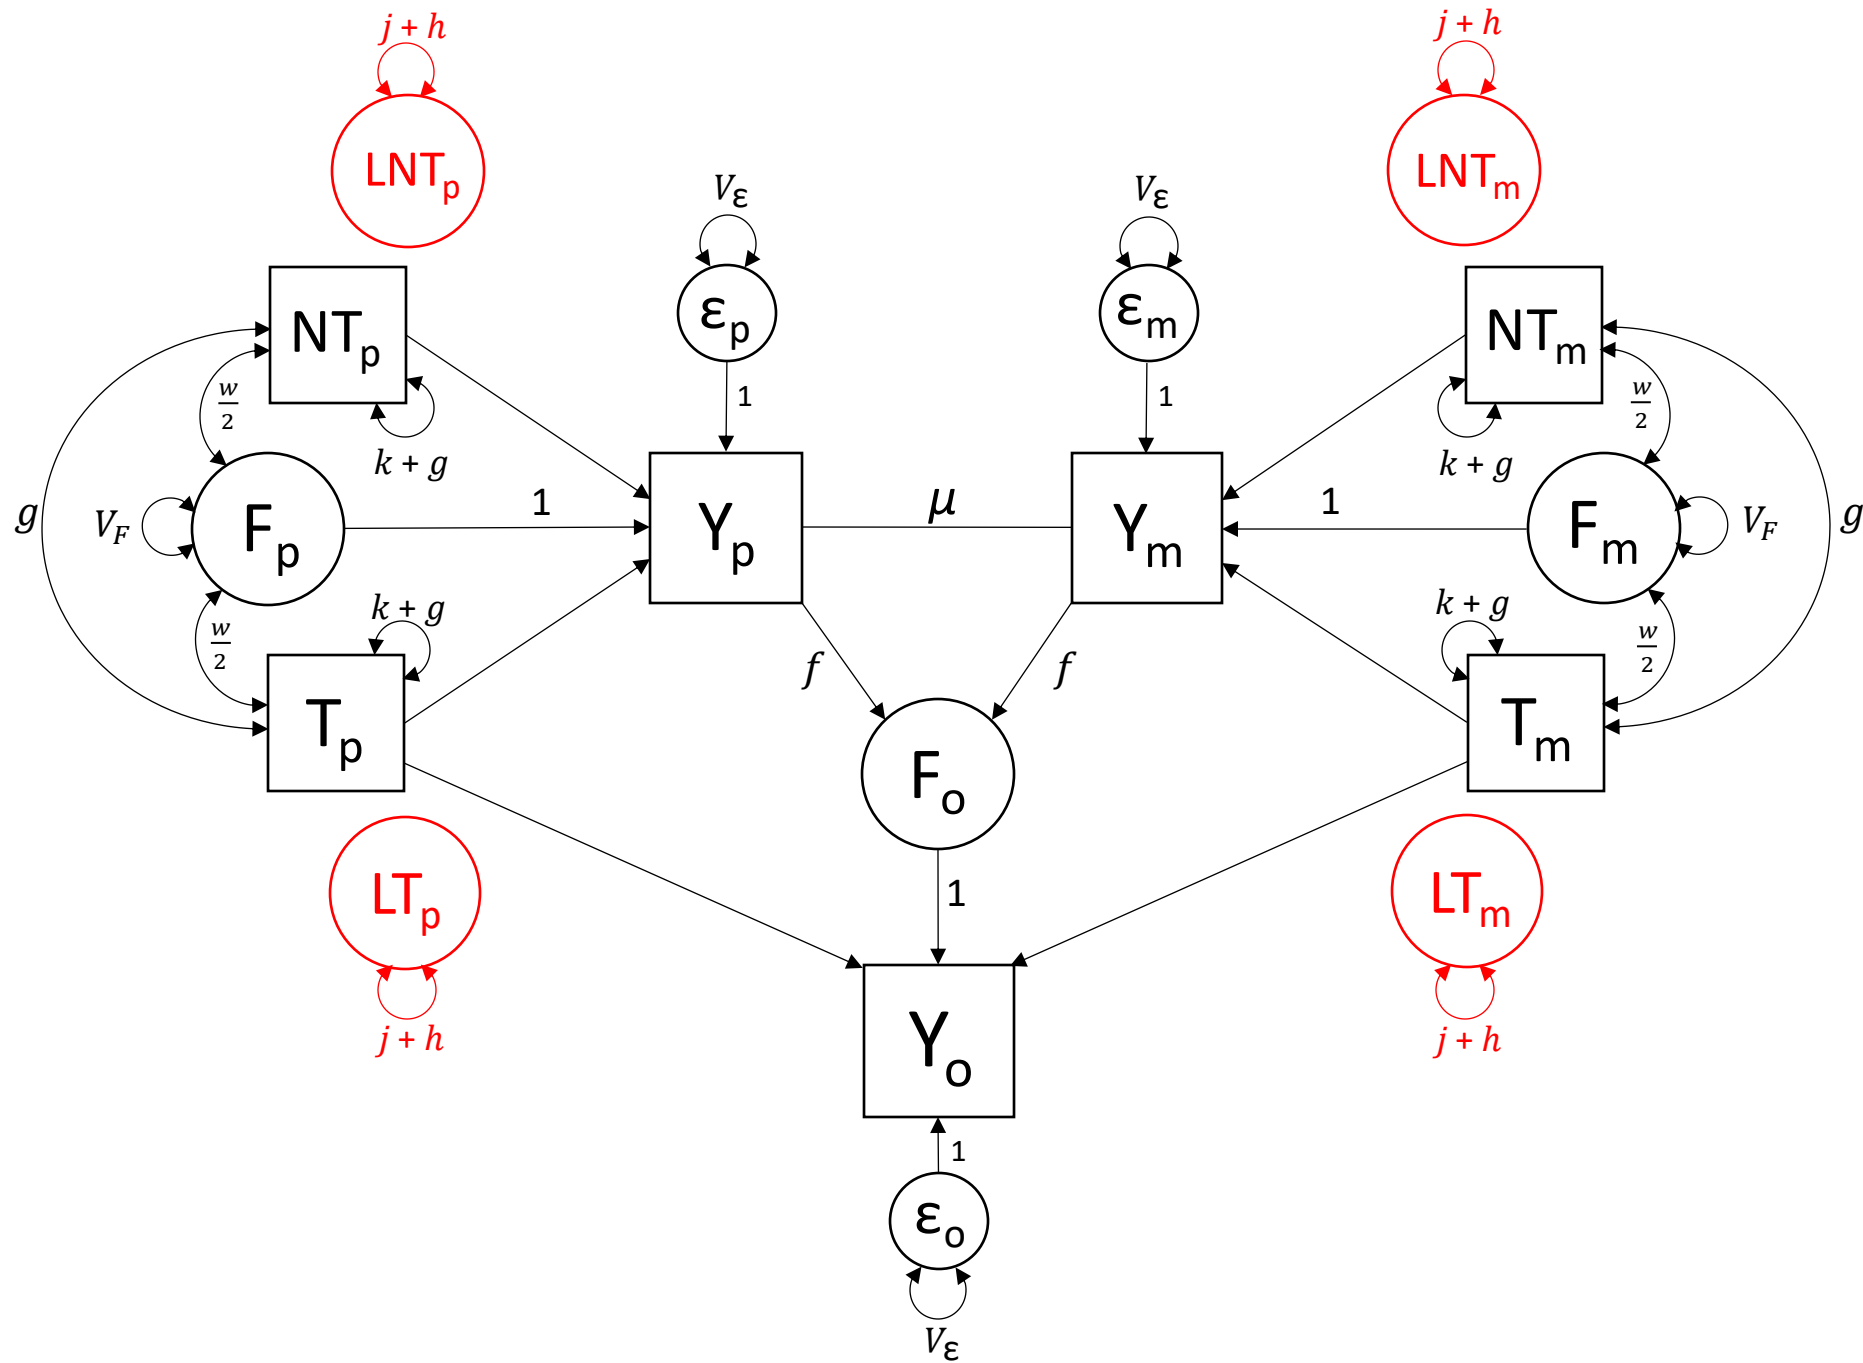 j + h
j + h
LNTp
LNTm
Vε
Vε
εp
εm
NTp
NTm
w/2
w/2
1
1
k + g
k + g
g
VF
Fp
1
Yp
μ
Ym
1
Fm
VF
g
k + g
k + g
w/2
w/2
f
f
Tp
Tm
Fo
LTp
1
LTm
j + h
j + h
Yo
1
εo
Vε